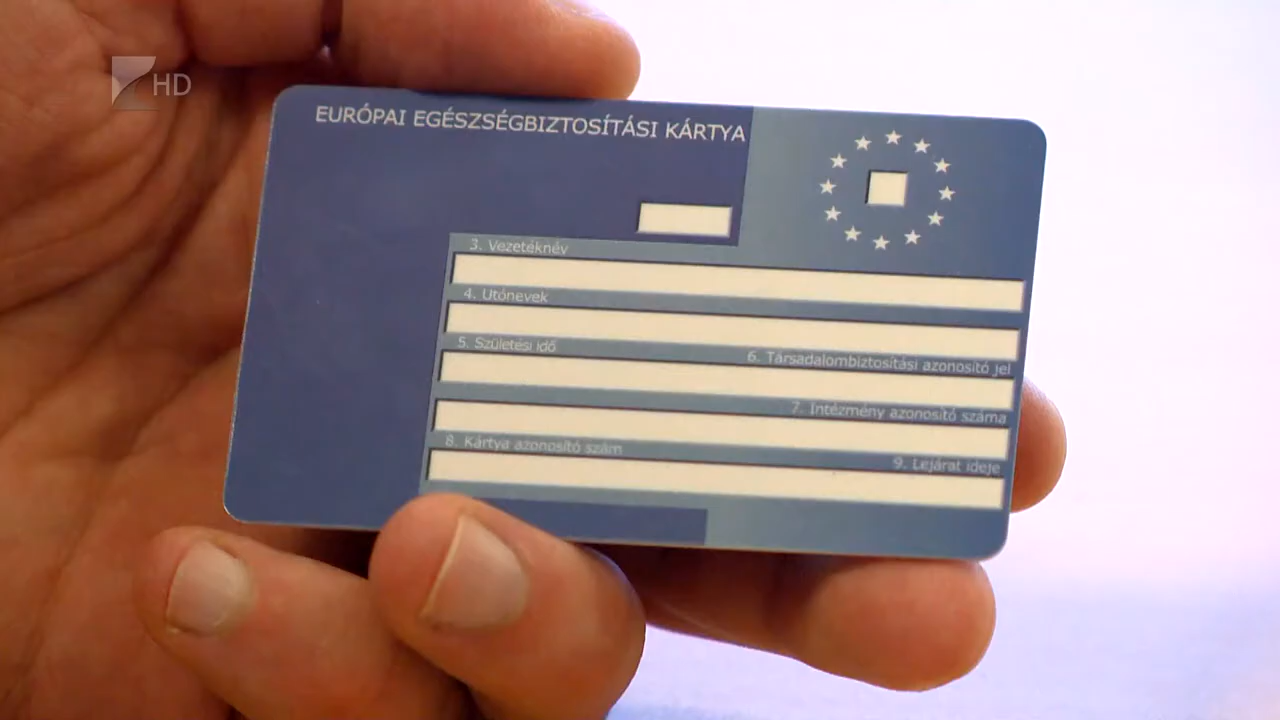 HD
EURÓPAI EGÉSZSÉGBIZTOSÍTÁSI KÁRTYA
3. Vezetéknév
4. Utónevek
5. Születési idő
6. Társadalombiztosítási azonosító jel
7. Intézmény azonosító száma
8. Kártya azonosító szám
9. Lejárat ideje